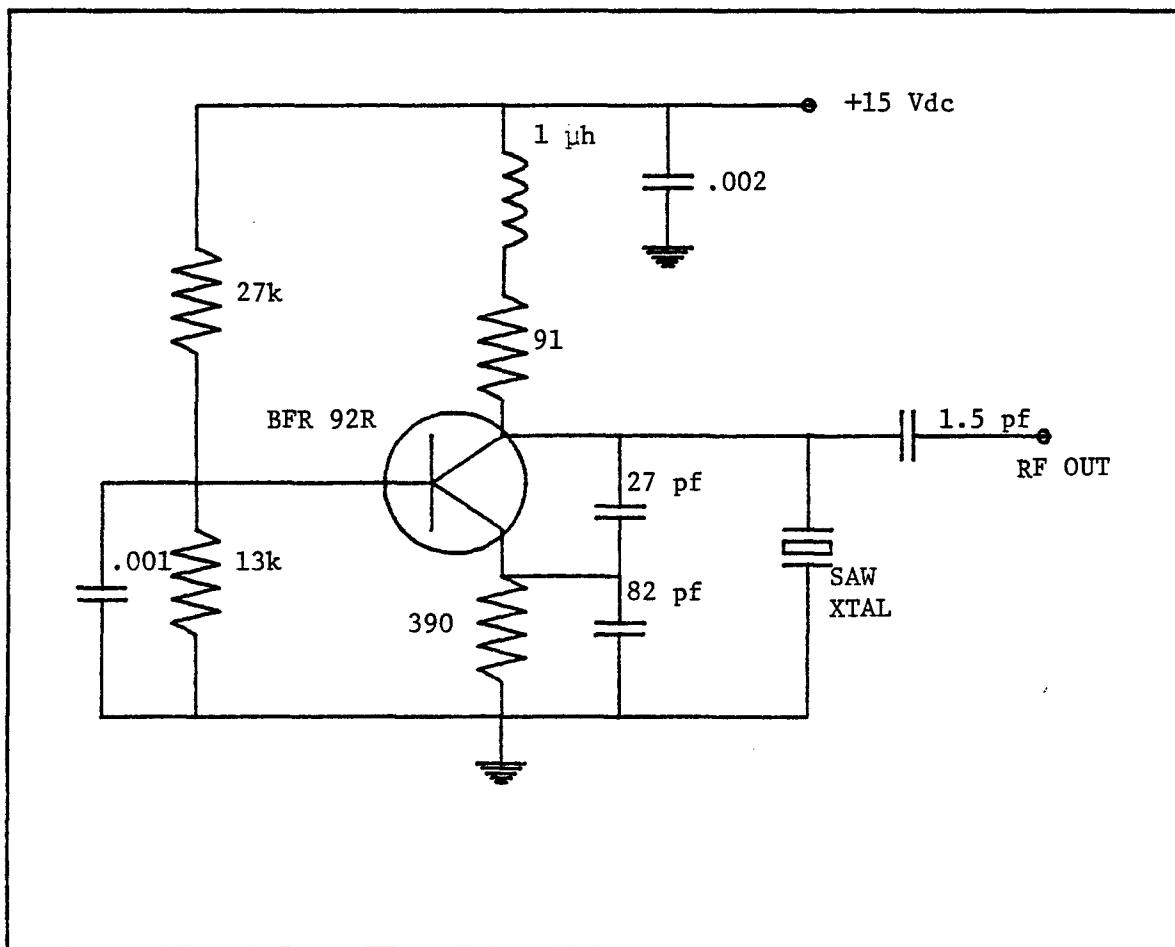 +15 Vdc
1 µh
.002
27k
91
BFR 92R
1.5 pf
RF OUT
27 pf
.001
13k
SAW
XTAL
82 pf
390